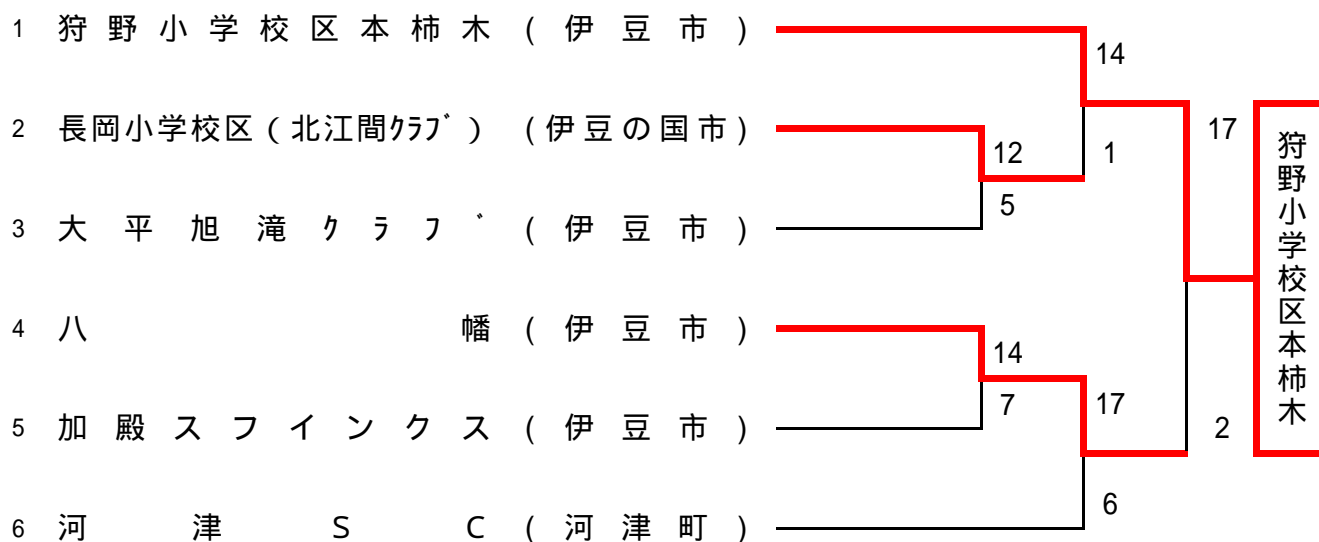 1 狩野小学校区本柿木 (伊豆市)
14
2 長岡小学校区(北江間ｸﾗﾌﾞ) (伊豆の国市)
17
12
1
5
3 大平旭滝ｸﾗﾌﾞ (伊豆市)
狩野小学校区本柿木
4 八幡 (伊豆市)
14
7
17
5 加殿スフインクス (伊豆市)
2
6
6 河津SC (河津町)